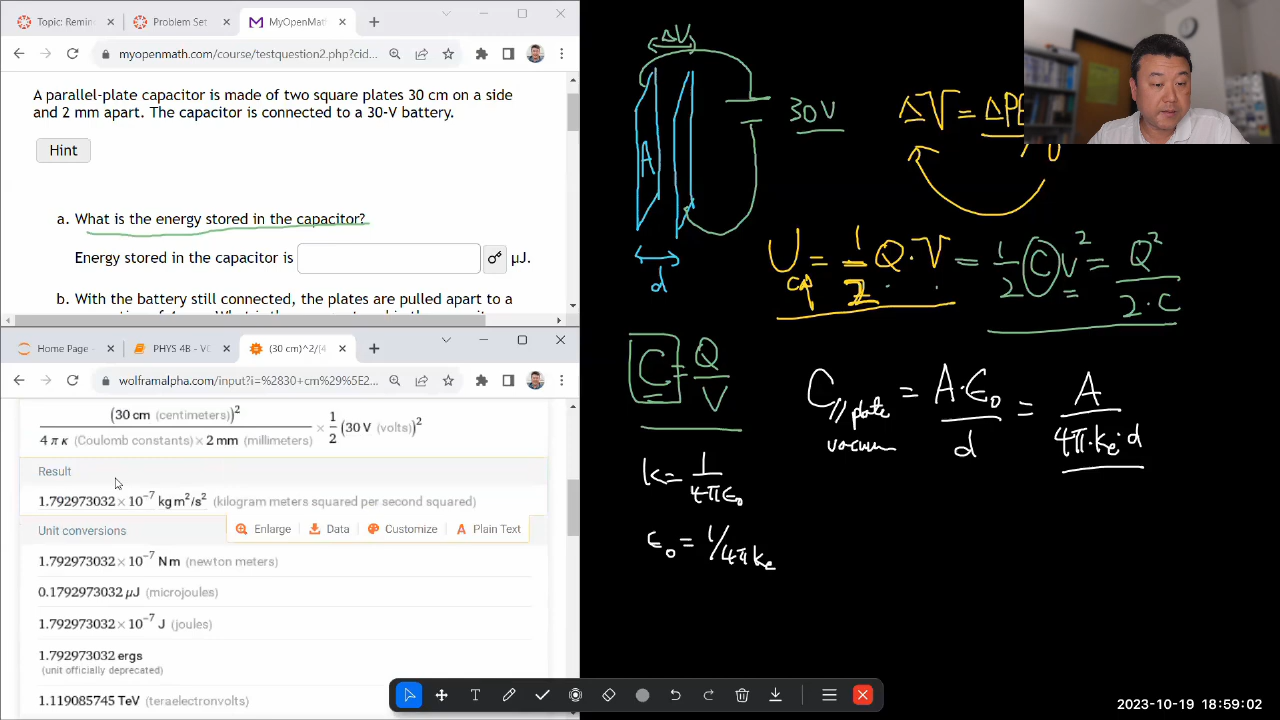 Topic: Remin
Problem Set
MyOpenMath
myopenmath.com/course/testquestion2.php?cid...
A parallel-plate capacitor is made of two square plates 30 cm on a side
and 2 mm apart. The capacitor is connected to a 30-V battery.
Hint
a. What is the energy stored in the capacitor?
Energy stored in the capacitor is μJ.
b. With the battery still connected, the plates are pulled apart to a
Home Page -
PHYS 4B - VC
(30 cm)^2/(4
wolframalpha.com/input?i=%2830+cm%29%5E2...
(30 cm (centimeters))²
4 π κ (Coulomb constants) × 2 mm (millimeters)
× 1/2 (30 V (volts))²
Result
1.792973032 × 10⁻⁷ kg m²/s² (kilogram meters squared per second squared)
Unit conversions
Enlarge
Data
Customize
Plain Text
1.792973032 × 10⁻⁷ N m (newton meters)
0.1792973032 μJ (microjoules)
1.792973032 × 10⁻⁷ J (joules)
1.792973032 ergs
(unit officially deprecated)
1.119085745 TeV (teraelectronvolts)
ΔV
A
d
30V
ΔV = ΔPE
U cap = 1/2 Q·V = 1/2 C V² = Q²/2·C
C = Q/V
C // plate vacuum = A·ε₀/d = A/4π·kₑ·d
k = 1/4πε₀
ε₀ = 1/4πkₑ
T
2023-10-19 18:59:02